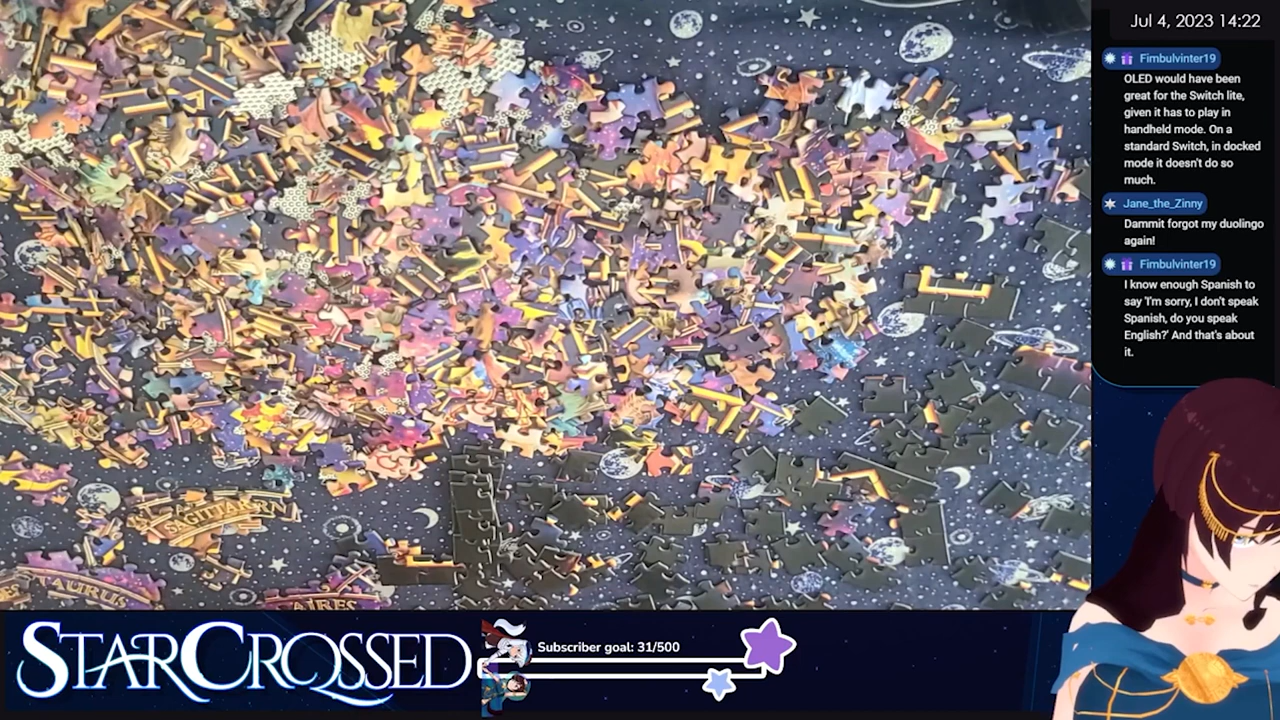 Jul 4, 2023 14:22
Fimbulvinter19
OLED would have been
great for the Switch lite,
given it has to play in
handheld mode. On a
standard Switch, in docked
mode it doesn't do so
much.
Jane_the_Zinny
Dammit forgot my duolingo
again!
Fimbulvinter19
I know enough Spanish to
say 'I'm sorry, I don't speak
Spanish, do you speak
English?' And that's about
it.
SAGITTARI
TAURUS
AIRES
STARCROSSED
Subscriber goal: 31/500